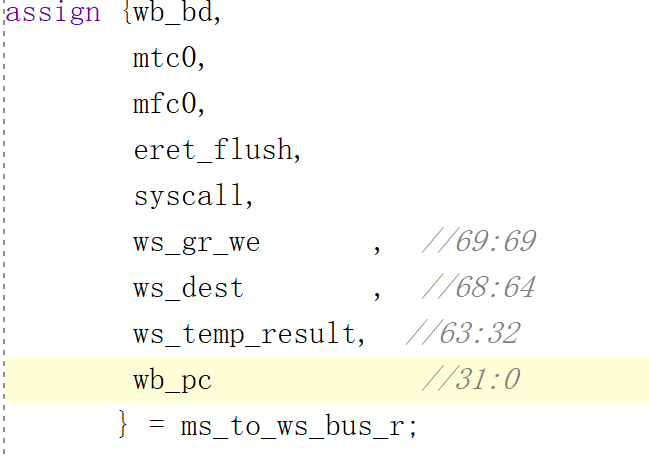 assign {wb_bd,
mtc0,
mfc0,
eret_flush,
syscall,
ws_gr_we , //69:69
ws_dest , //68:64
ws_temp_result, //63:32
wb_pc //31:0
} = ms_to_ws_bus_r;